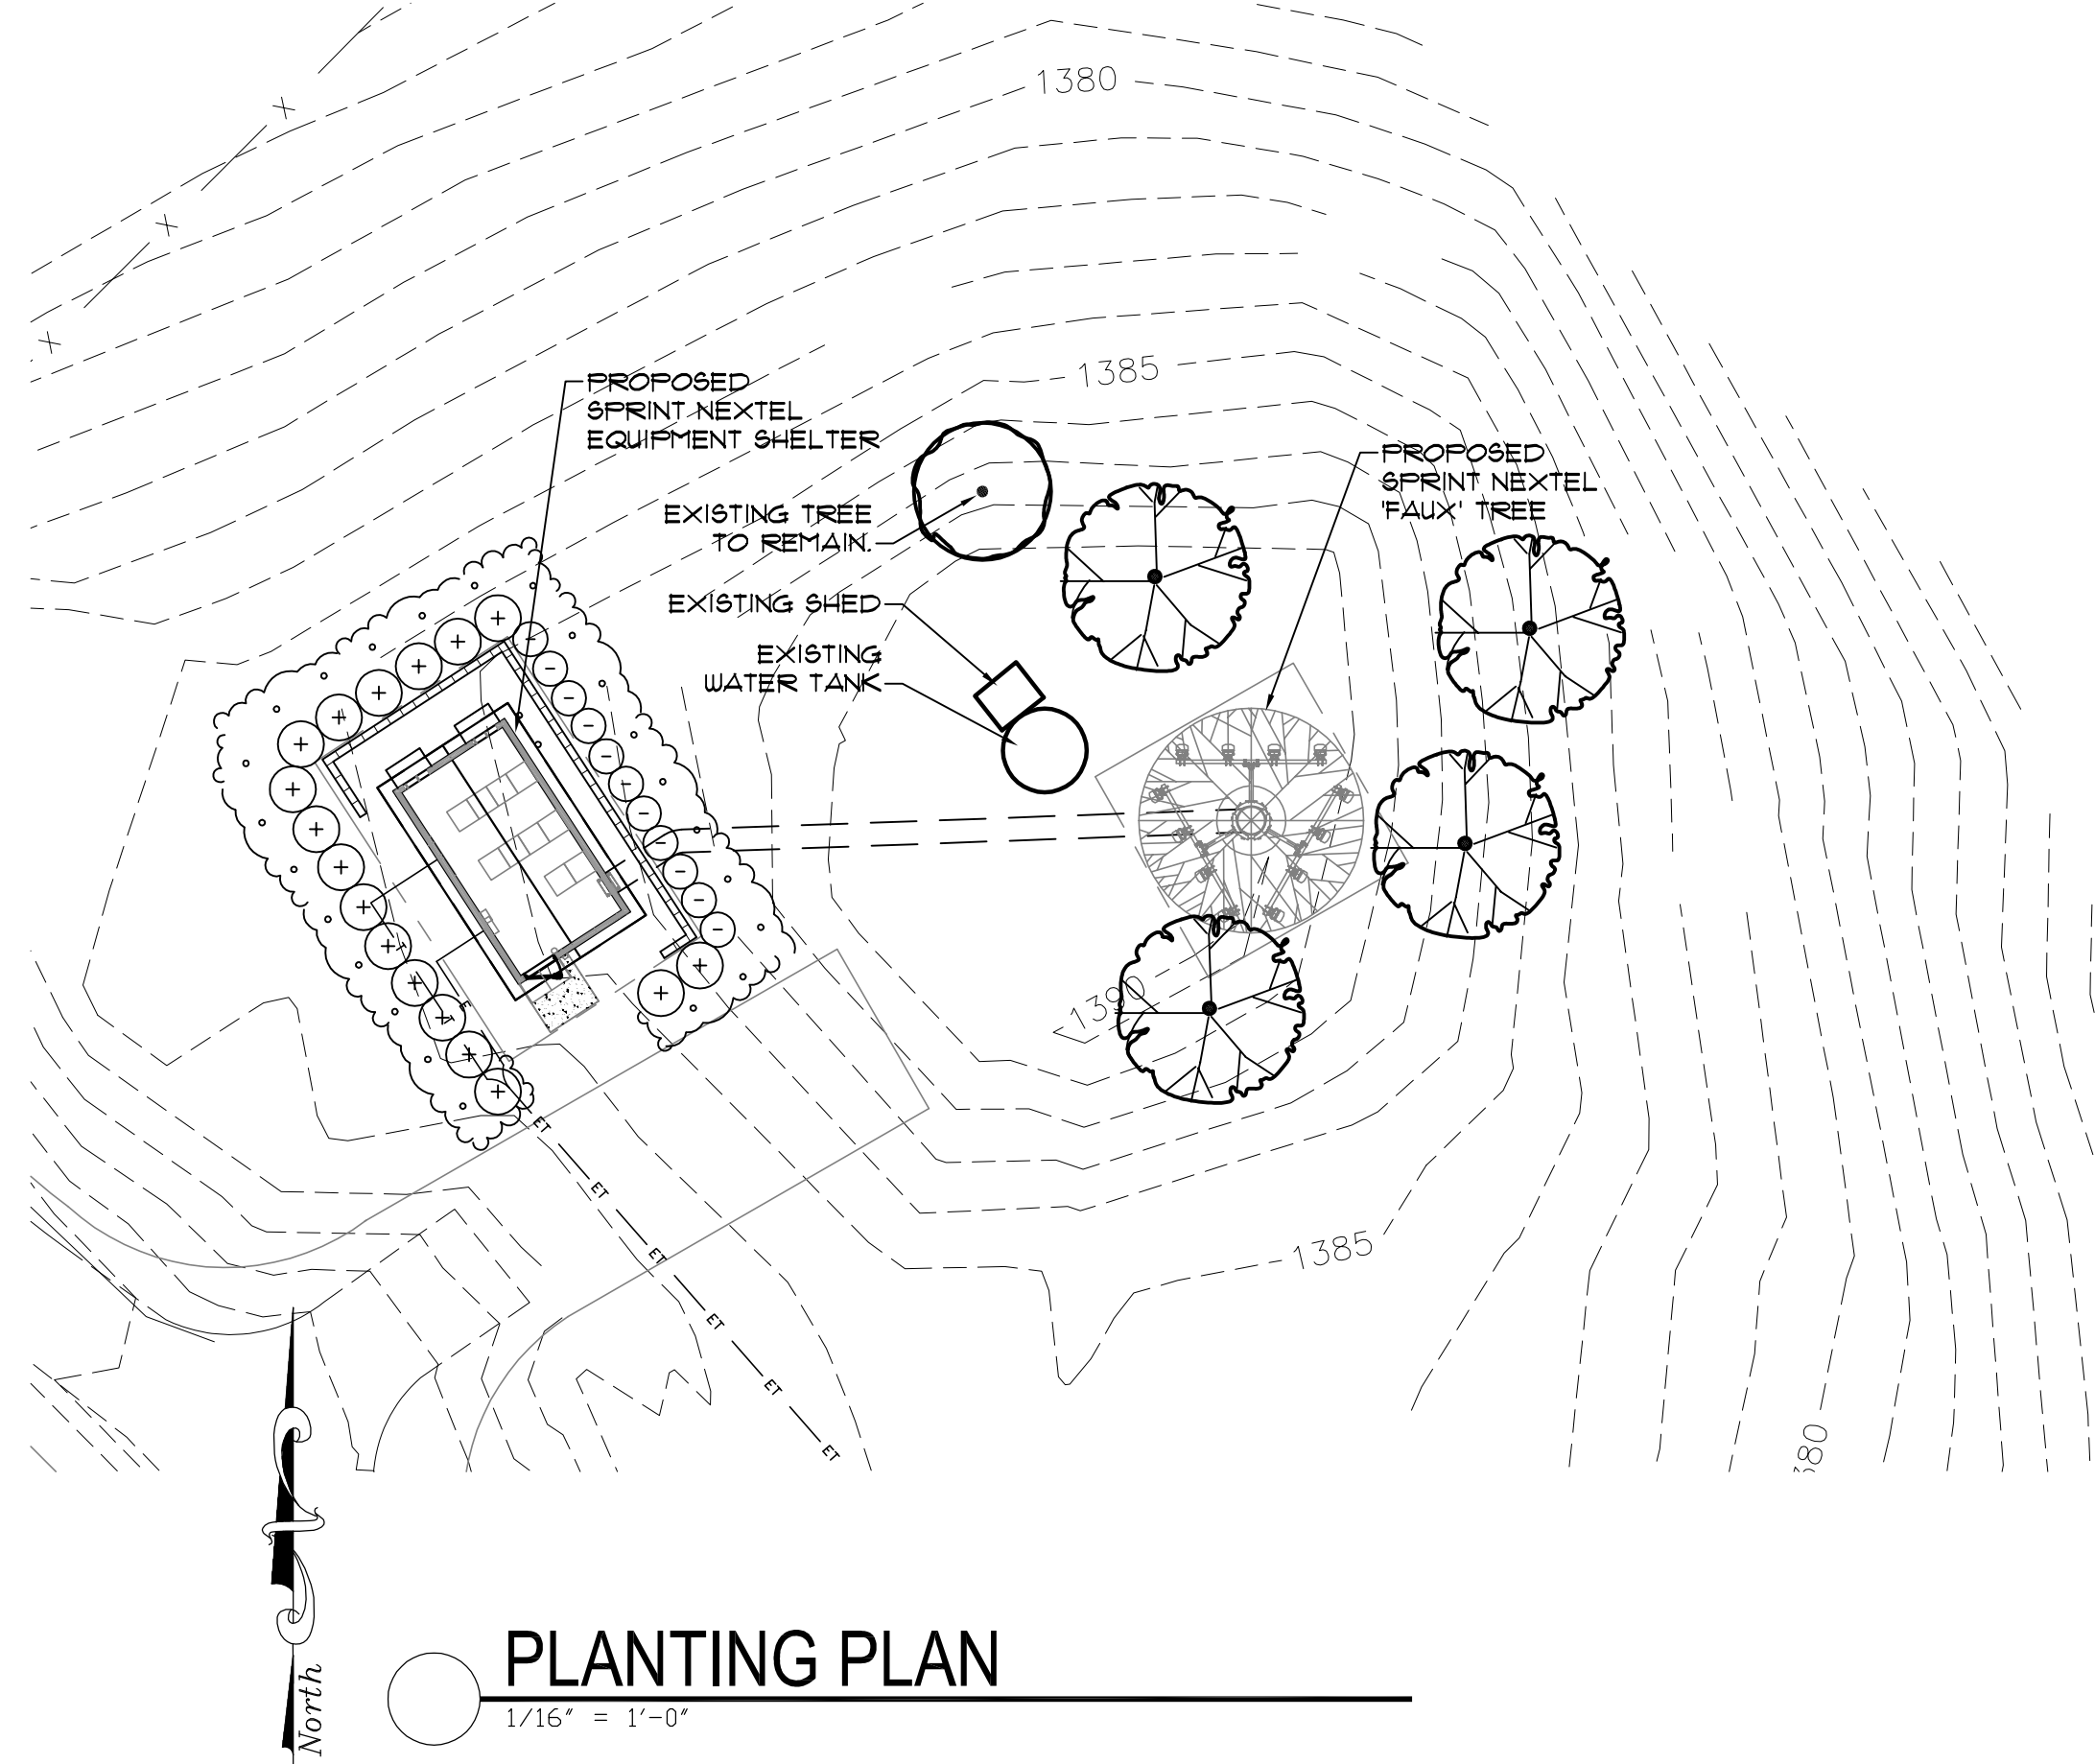 1380
1385
PROPOSED
SPRINT NEXTEL
EQUIPMENT SHELTER
PROPOSED
SPRINT NEXTEL
'FAUX' TREE
EXISTING TREE
TO REMAIN.
EXISTING SHED
EXISTING
WATER TANK
1390
E
T
ET
ET
ET
ET
ET
ET
1385
80
North
PLANTING PLAN
1/16" = 1'-0"